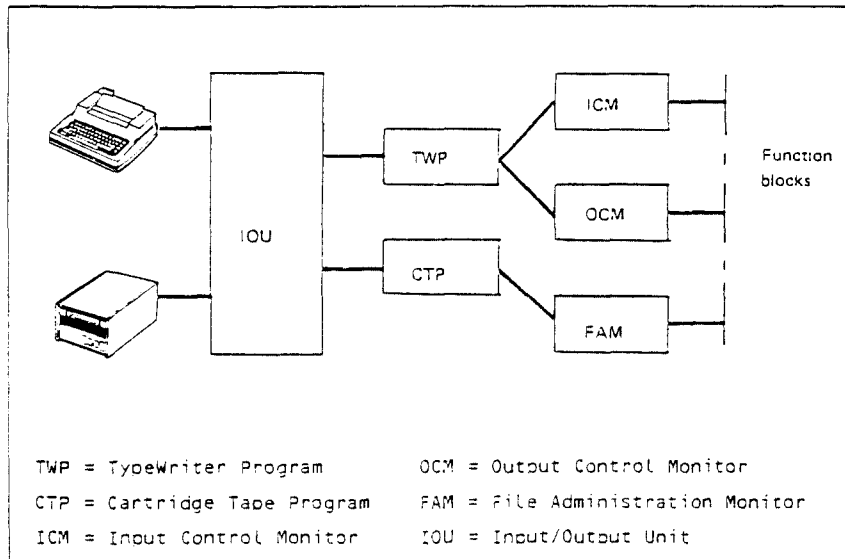 ICM
TWP
Function
blocks
OCM
IOU
CTP
FAM
TWP = TypeWriter Program
OCM = Output Control Monitor
CTP = Cartridge Tape Program
FAM = File Administration Monitor
ICM = Input Control Monitor
IOU = Input/Output Unit